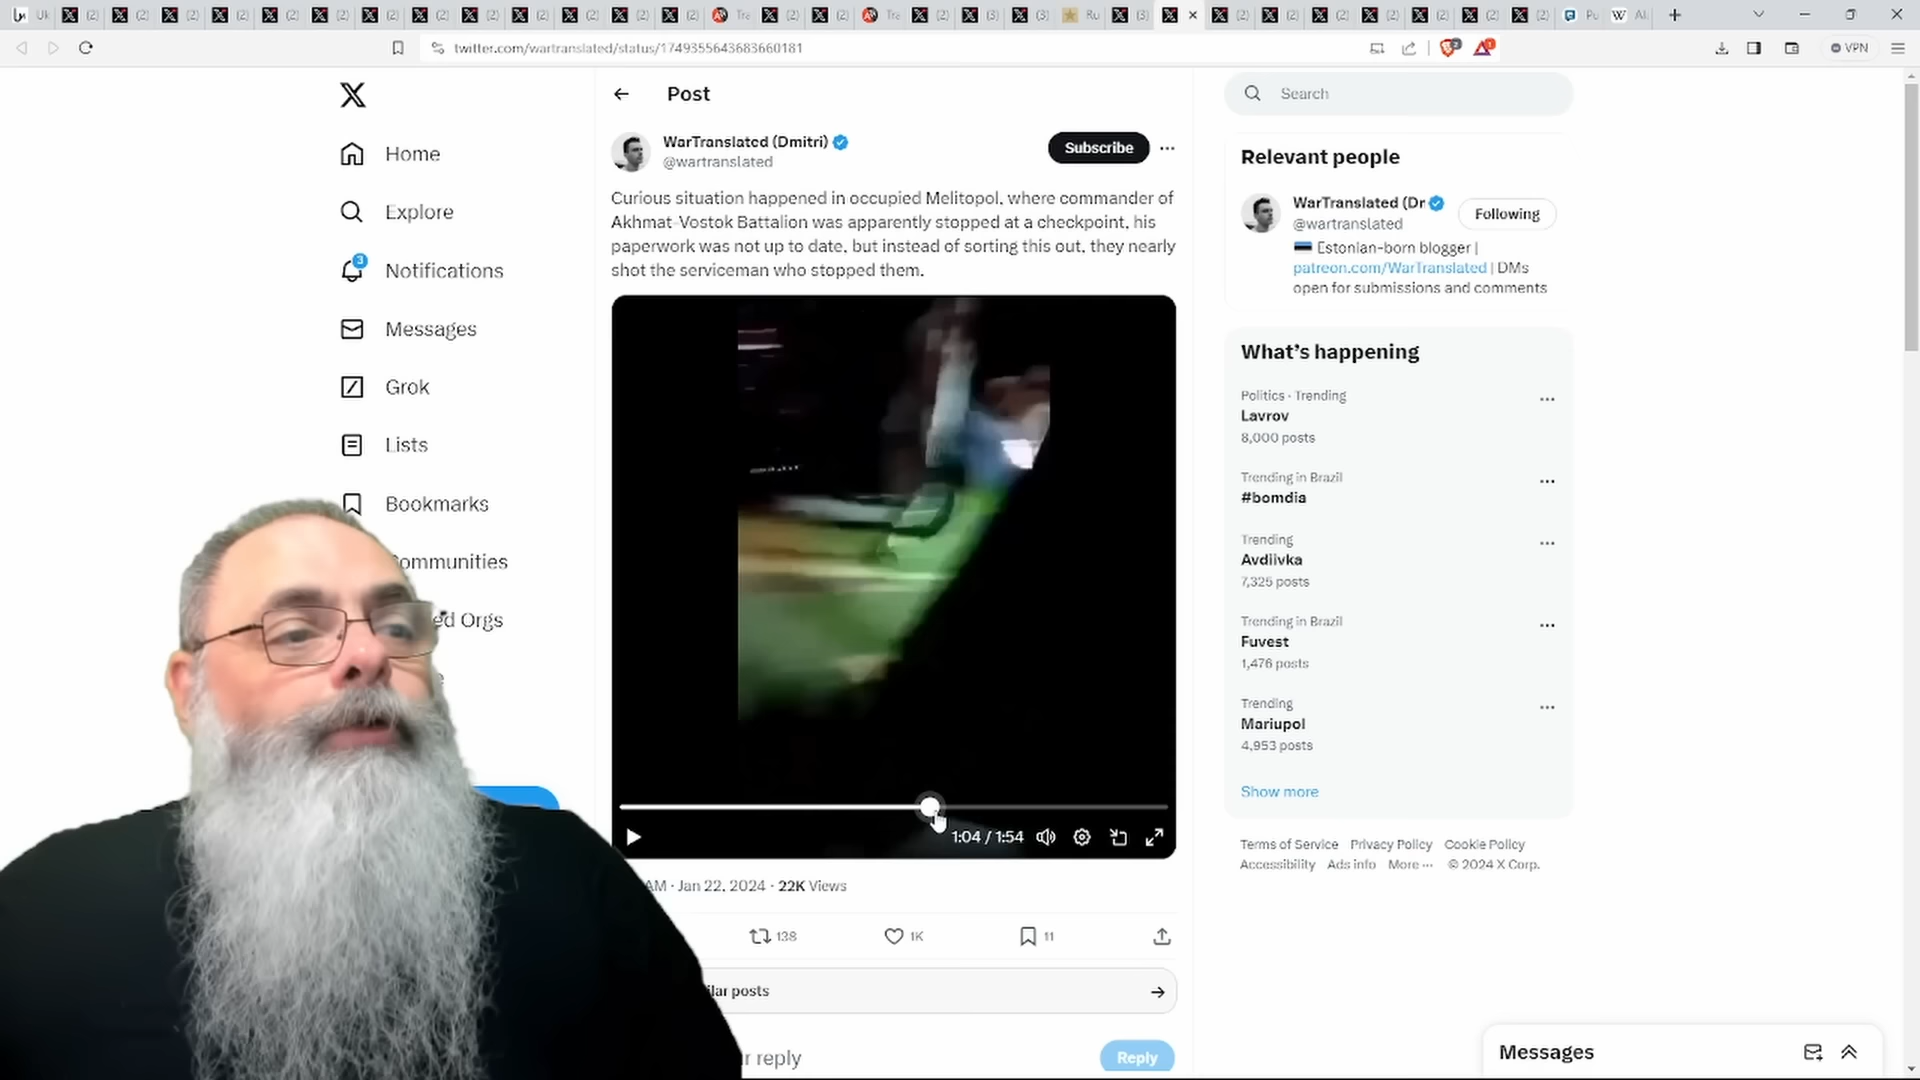 twitter.com/wartranslated/status/1749355643683660181
VPN
Home
Explore
3
Notifications
Messages
Grok
Lists
Bookmarks
Communities
ed Orgs
Post
WarTranslated (Dmitri)
@wartranslated
Subscribe
Curious situation happened in occupied Melitopol, where commander of
Akhmat-Vostok Battalion was apparently stopped at a checkpoint, his
paperwork was not up to date, but instead of sorting this out, they nearly
shot the serviceman who stopped them.
1:04 / 1:54
AM · Jan 22, 2024 · 22K Views
138
1K
11
ilar posts
r reply
Reply
Search
Relevant people
WarTranslated (Dr
@wartranslated
Following
Estonian-born blogger |
patreon.com/WarTranslated | DMs
open for submissions and comments
What's happening
Politics · Trending
Lavrov
8,000 posts
Trending in Brazil
#bomdia
Trending
Avdiivka
7,325 posts
Trending in Brazil
Fuvest
1,476 posts
Trending
Mariupol
4,953 posts
Show more
Terms of Service Privacy Policy Cookie Policy
Accessibility Ads info More ··· © 2024 X Corp.
Messages